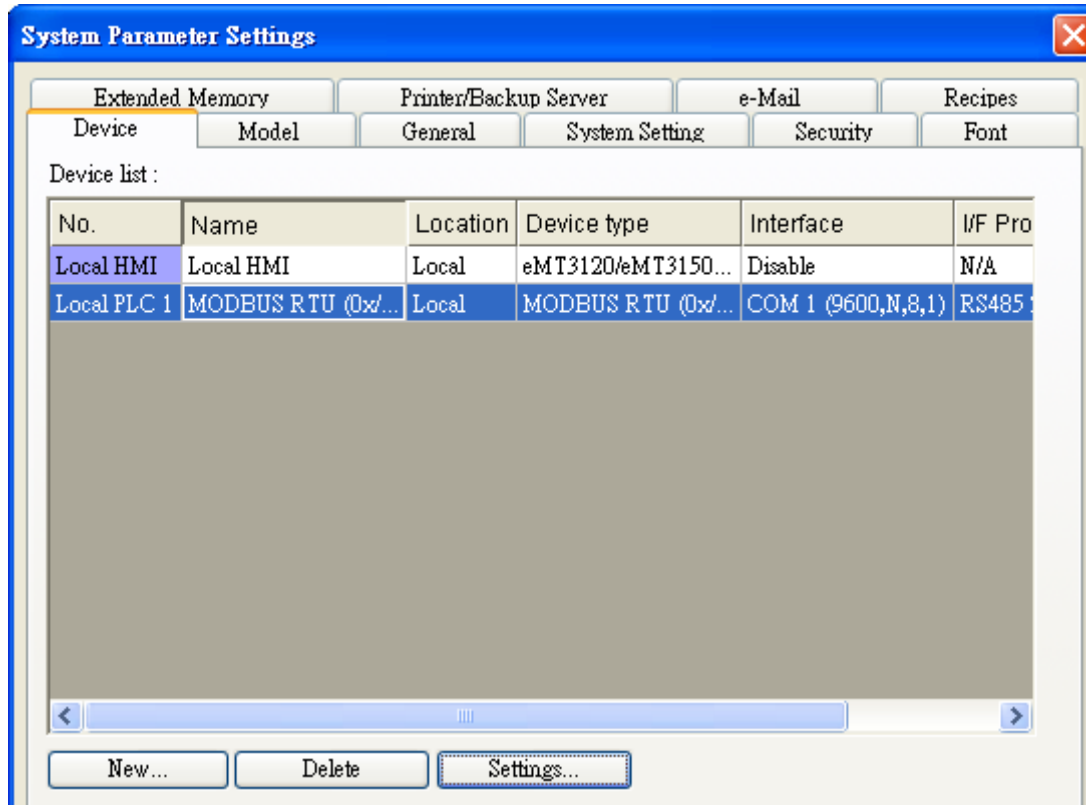 System Parameter Settings
Extended Memory Printer/Backup Server e-Mail Recipes
Device Model General System Setting Security Font
Device list :
No. Name Location Device type Interface I/F Pro
Local HMI Local HMI Local eMT3120/eMT3150... Disable N/A
Local PLC 1 MODBUS RTU (0x/... Local MODBUS RTU (0x/... COM 1 (9600,N,8,1) RS485
New... Delete Settings...